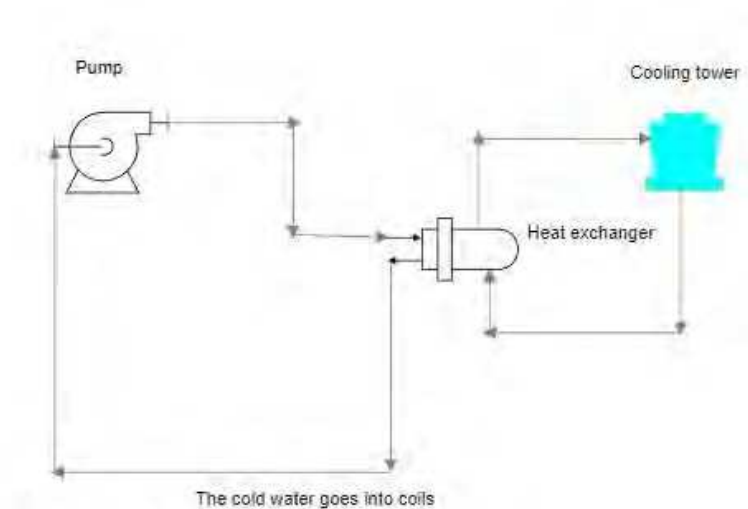 Pump
Cooling tower
Heat exchanger
The cold water goes into coils